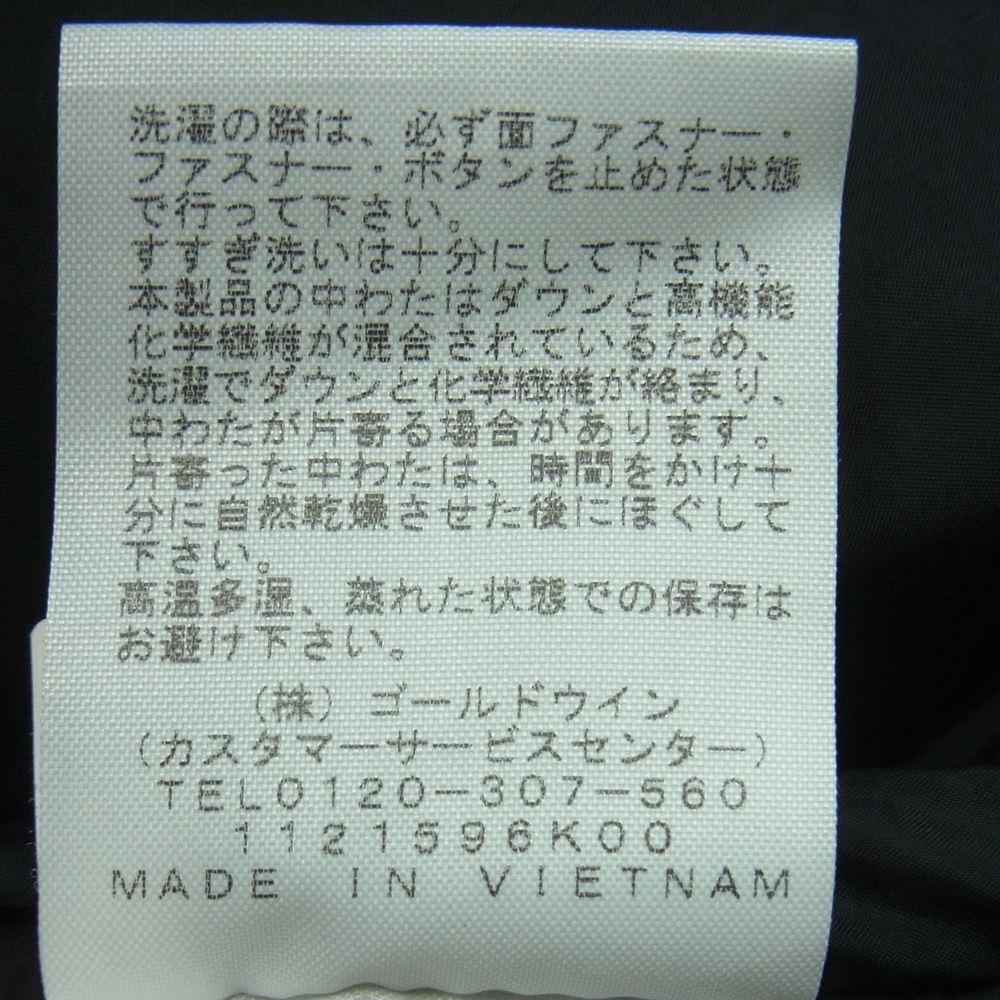 洗濯の際は、必ず面ファスナー・
ファスナー・ボタンを止めた状態
で行って下さい。
すすぎ洗いは十分にして下さい。
本製品の中わたはダウンと高機能
化学繊維が混合されているため、
洗濯でダウンと化学繊維が絡まり、
中わたが片寄る場合があります。
片寄った中わたは、時間をかけ十
分に自然乾燥させた後にほぐして
下さい。
高温多湿、蒸れた状態での保存は
お避け下さい。
(株) ゴールドウイン
(カスタマーサービスセンター)
TEL0120-307-560
1121596K00
MADE IN VIETNAM